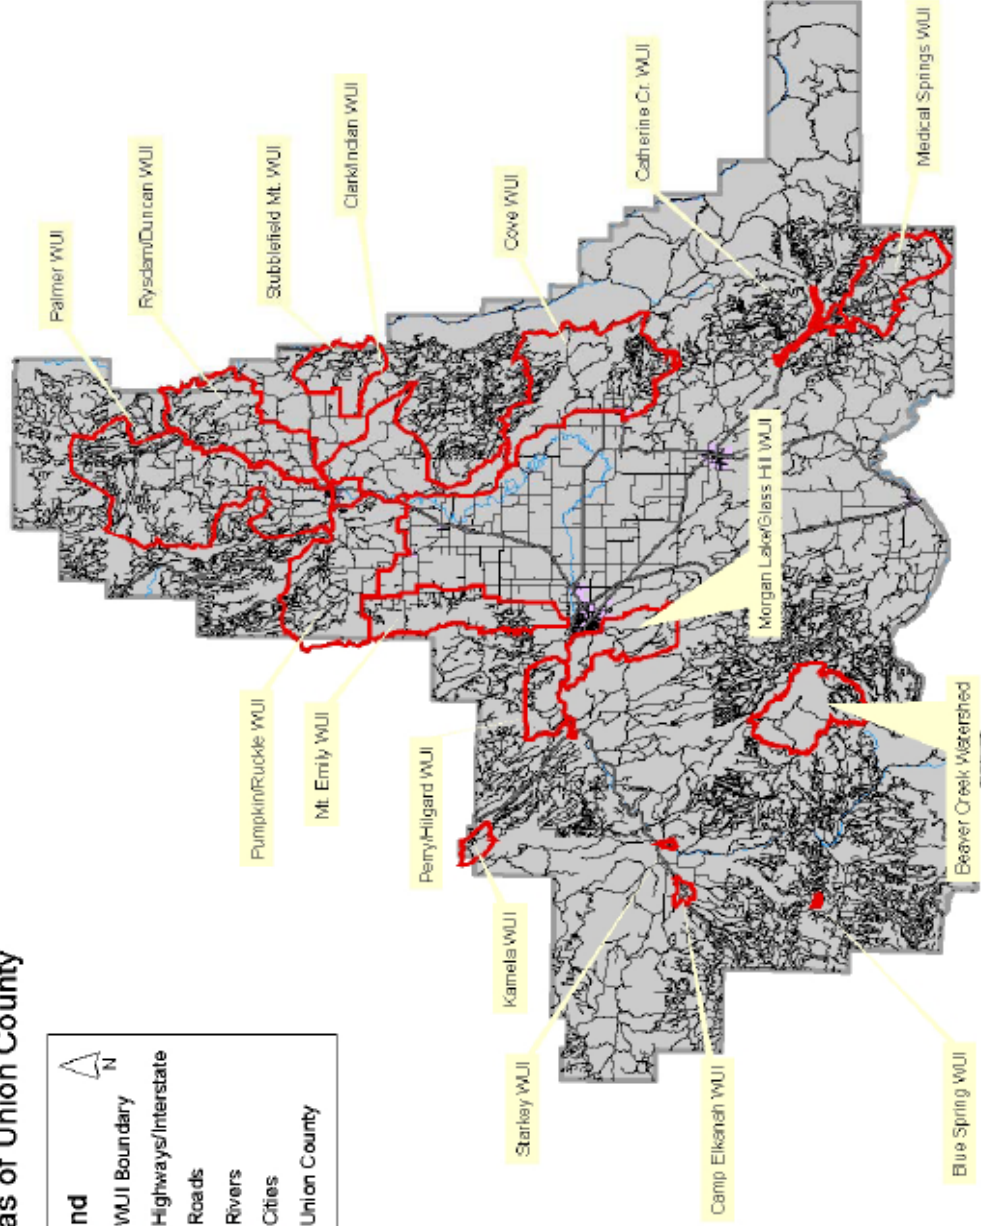 as of Union County
nd
N
WUI Boundary
Highways/Interstate
Roads
Rivers
Cities
Union County
Palmer WUI
Rysdam/Duncan WUI
Stubblefield Mt. WUI
Clark/Indian WUI
Cove WUI
Catherine Cr. WUI
Medical Springs WUI
Pumpkin/Ruckle WUI
Mt. Emily WUI
Perry/Hilgard WUI
Kamela WUI
Starkey WUI
Camp Elkanah WUI
Blue Spring WUI
Beaver Creek Watershed
Morgan Lake/Glass Hill WUI